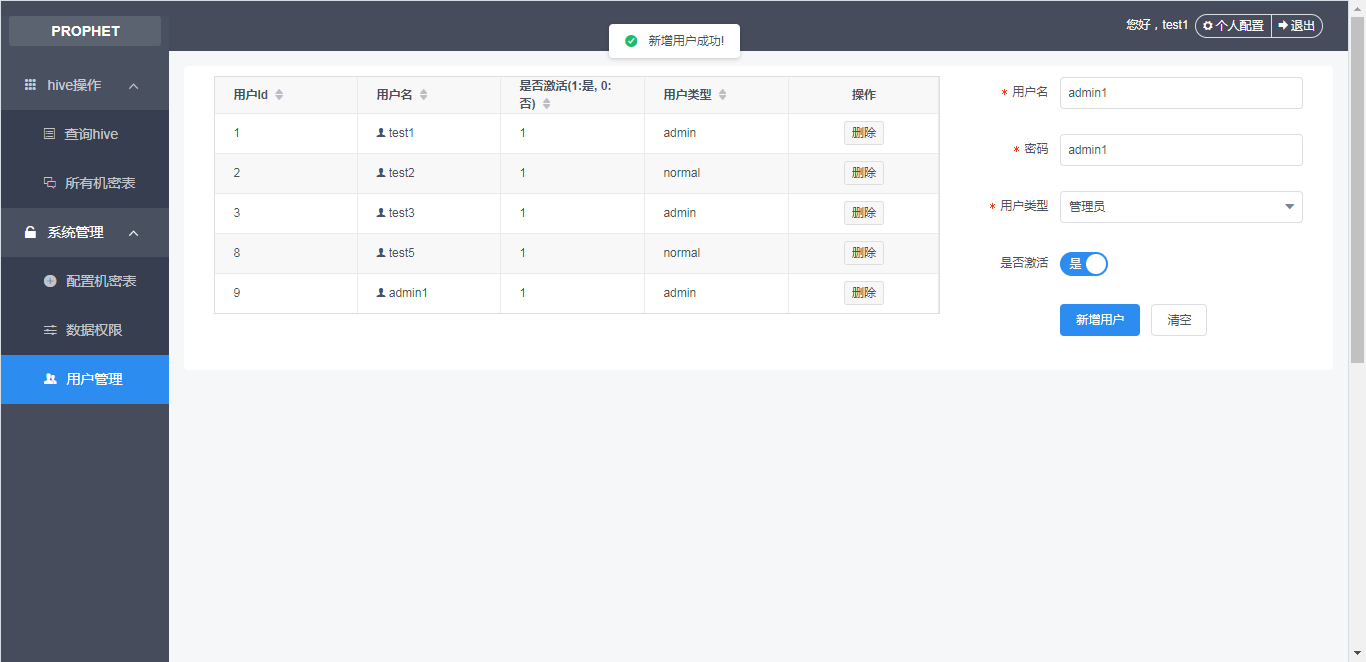 PROPHET
新增用户成功!
您好，test1 个人配置 退出
hive操作
查询hive
所有机密表
系统管理
配置机密表
数据权限
用户管理
用户Id 用户名 是否激活(1:是, 0:
否) 用户类型 操作
1 test1 1 admin 删除
2 test2 1 normal 删除
3 test3 1 admin 删除
8 test5 1 normal 删除
9 admin1 1 admin 删除
* 用户名 admin1
* 密码 admin1
* 用户类型 管理员
是否激活 是
新增用户 清空